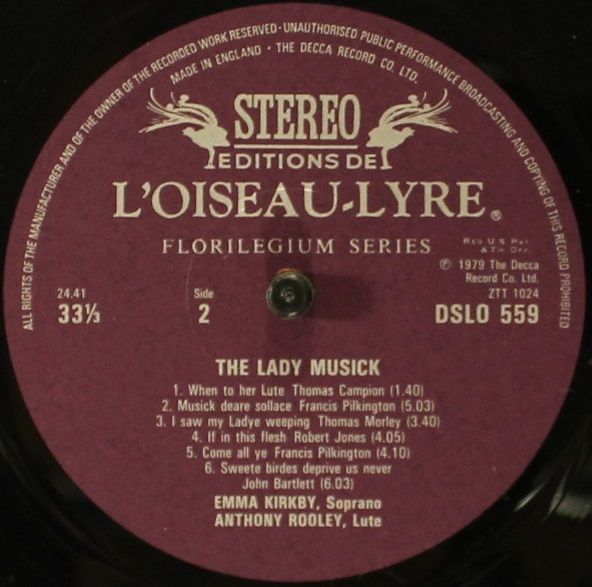 ALL RIGHTS OF THE MANUFACTURER AND OF THE OWNER OF THE RECORDED WORK RESERVED·UNAUTHORISED PUBLIC PERFORMANCE BROADCASTING AND COPYING OF THIS RECORD PROHIBITED
MADE IN ENGLAND · THE DECCA RECORD CO. LTD.
STEREO
EDITIONS DE
L'OISEAU-LYRE®
FLORILEGIUM SERIES
REG U.S. PAT.
& TM OFF.
℗ 1979 The Decca
Record Co. Ltd.
24.41 Side ZTT 1024
33⅓ 2 DSLO 559
THE LADY MUSICK
1. When to her Lute Thomas Campion (1.40)
2. Musick deare sollace Francis Pilkington (5.03)
3. I saw my Ladye weeping Thomas Morley (3.40)
4. If in this flesh Robert Jones (4.05)
5. Come all ye Francis Pilkington (4.10)
6. Sweete birdes deprive us never
John Bartlett (6.03)
EMMA KIRKBY, Soprano
ANTHONY ROOLEY, Lute